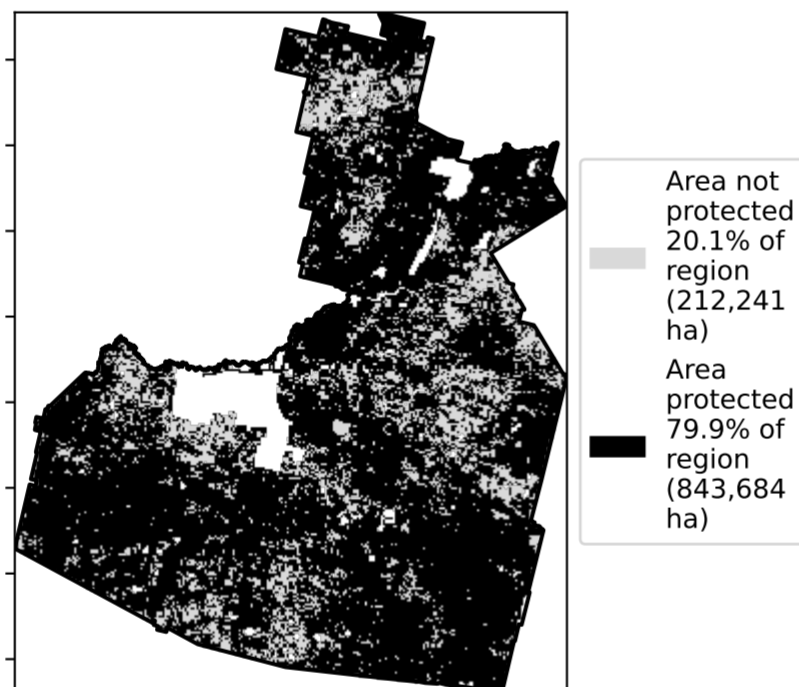 Area not
protected
20.1% of
region
(212,241
ha)
Area
protected
79.9% of
region
(843,684
ha)